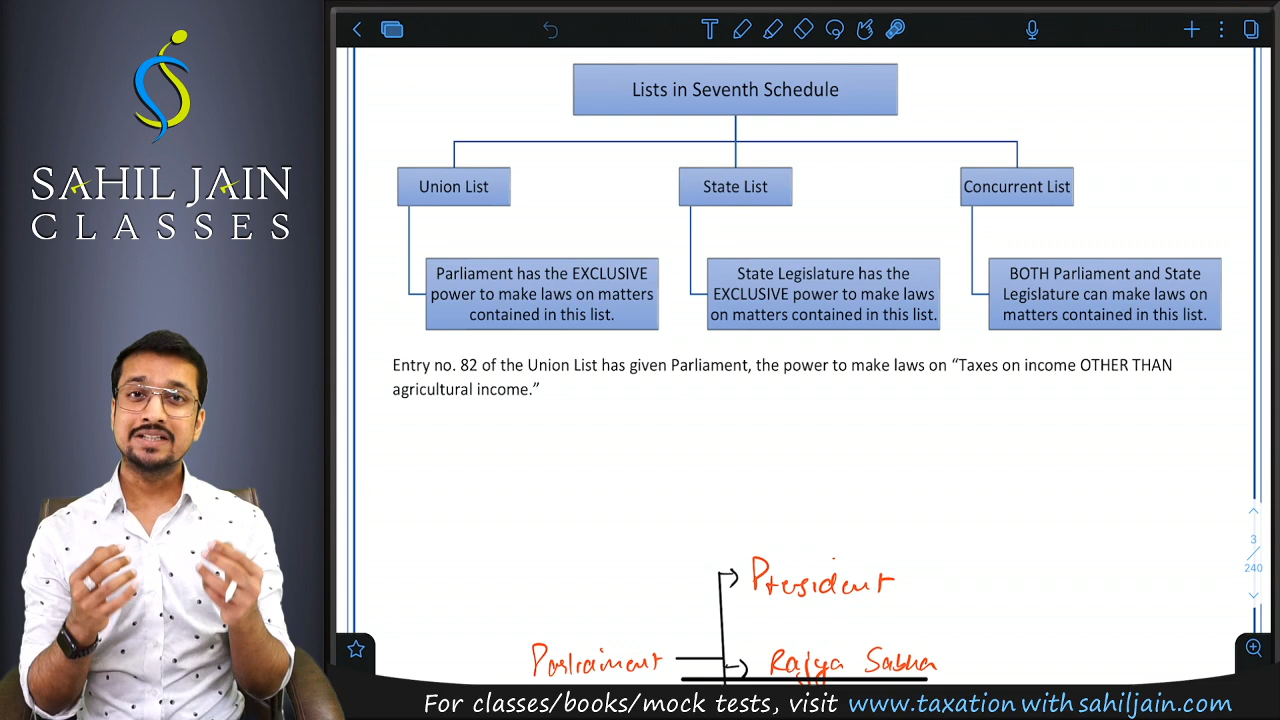 SAHIL JAIN
CLASSES
Lists in Seventh Schedule
Union List
State List
Concurrent List
Parliament has the EXCLUSIVE
power to make laws on matters
contained in this list.
State Legislature has the
EXCLUSIVE power to make laws
on matters contained in this list.
BOTH Parliament and State
Legislature can make laws on
matters contained in this list.
Entry no. 82 of the Union List has given Parliament, the power to make laws on “Taxes on income OTHER THAN
agricultural income.”
President
Parliament
Rajya Sabha
3
240
For classes/books/mock tests, visit www.taxationwithsahiljain.com